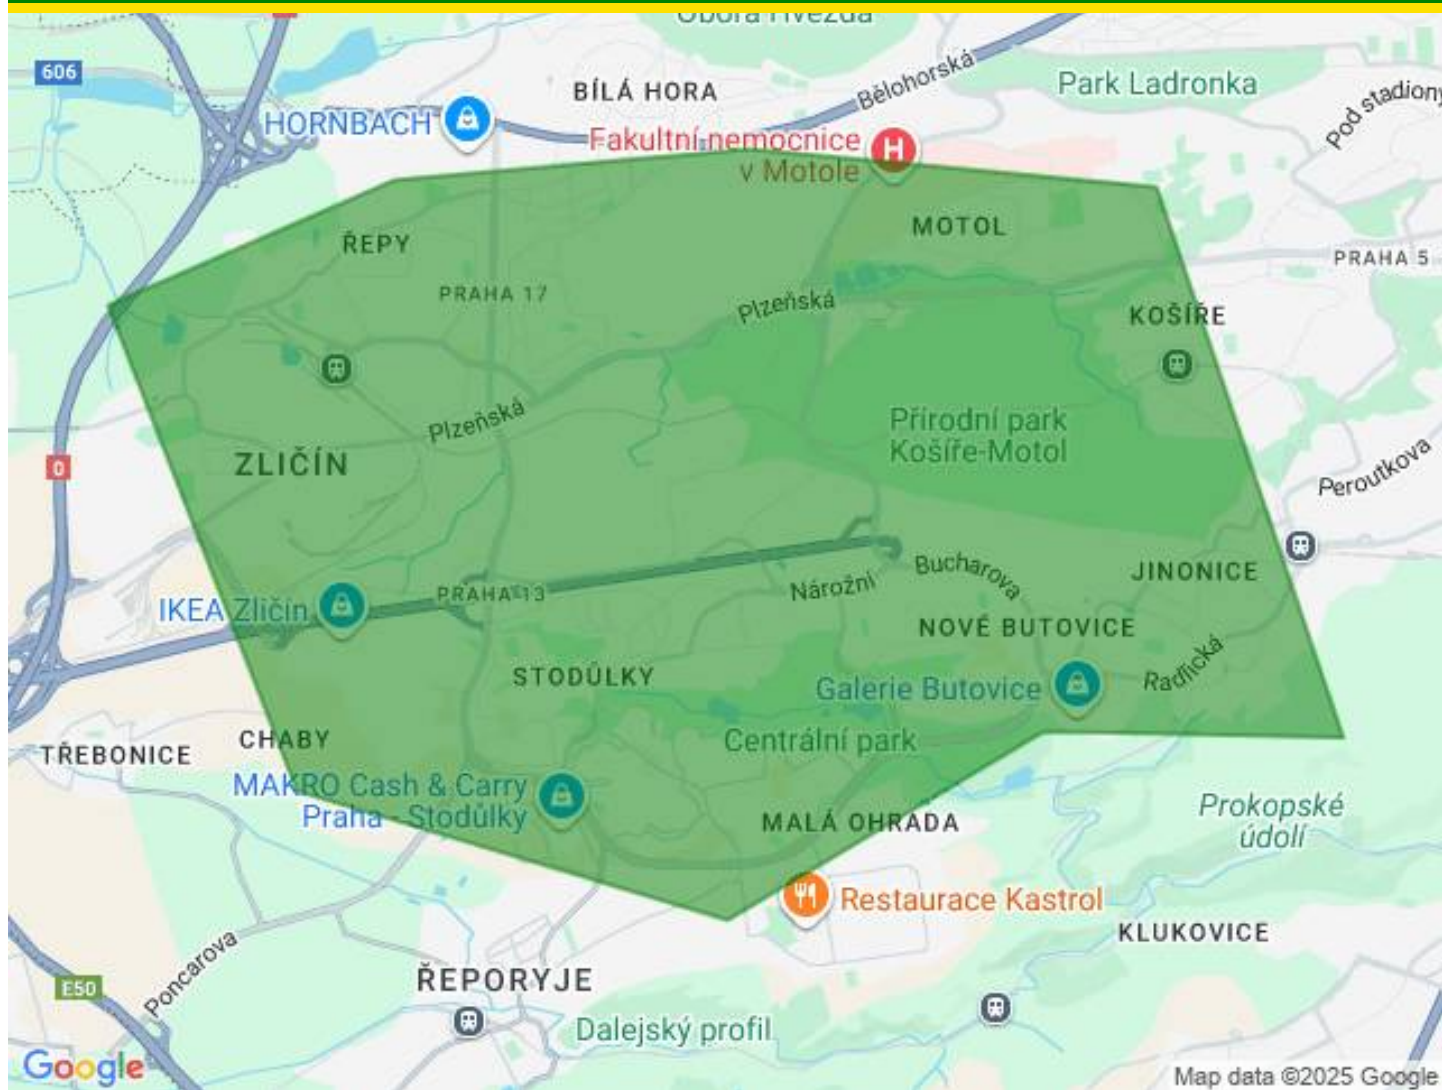 Obora Hvězda
606
BÍLÁ HORA
Bělohorská
Park Ladronka
Pod stadiony
HORNBACH
Fakultní nemocnice
v Motole
H
MOTOL
ŘEPY
PRAHA 5
PRAHA 17
Plzeňská
KOŠÍŘE
Plzeňská
Přírodní park
Košíře-Motol
ZLIČÍN
0
Peroutkova
JINONICE
Bucharova
Nárožní
PRAHA 13
IKEA Zličín
NOVÉ BUTOVICE
STODŮLKY
Radlická
Galerie Butovice
CHABY
TŘEBONICE
Centrální park
MAKRO Cash & Carry
Praha - Stodůlky
MALÁ OHRADA
Prokopské
údolí
Restaurace Kastrol
KLUKOVICE
Poncarova
ŘEPORYJE
E50
Dalejský profil
Google
Map data ©2025 Google